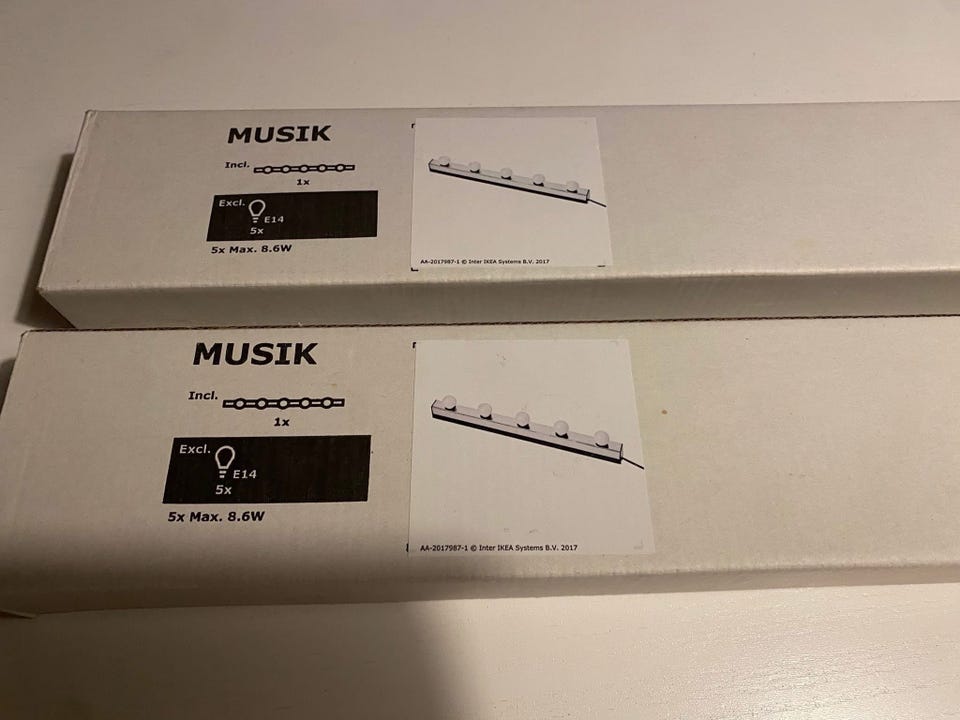 MUSIK
Incl.
1x
Excl.
E14
5x
5x Max. 8.6W
AA-2017987-1 © Inter IKEA Systems B.V. 2017
MUSIK
Incl.
1x
Excl.
E14
5x
5x Max. 8.6W
AA-2017987-1 © Inter IKEA Systems B.V. 2017